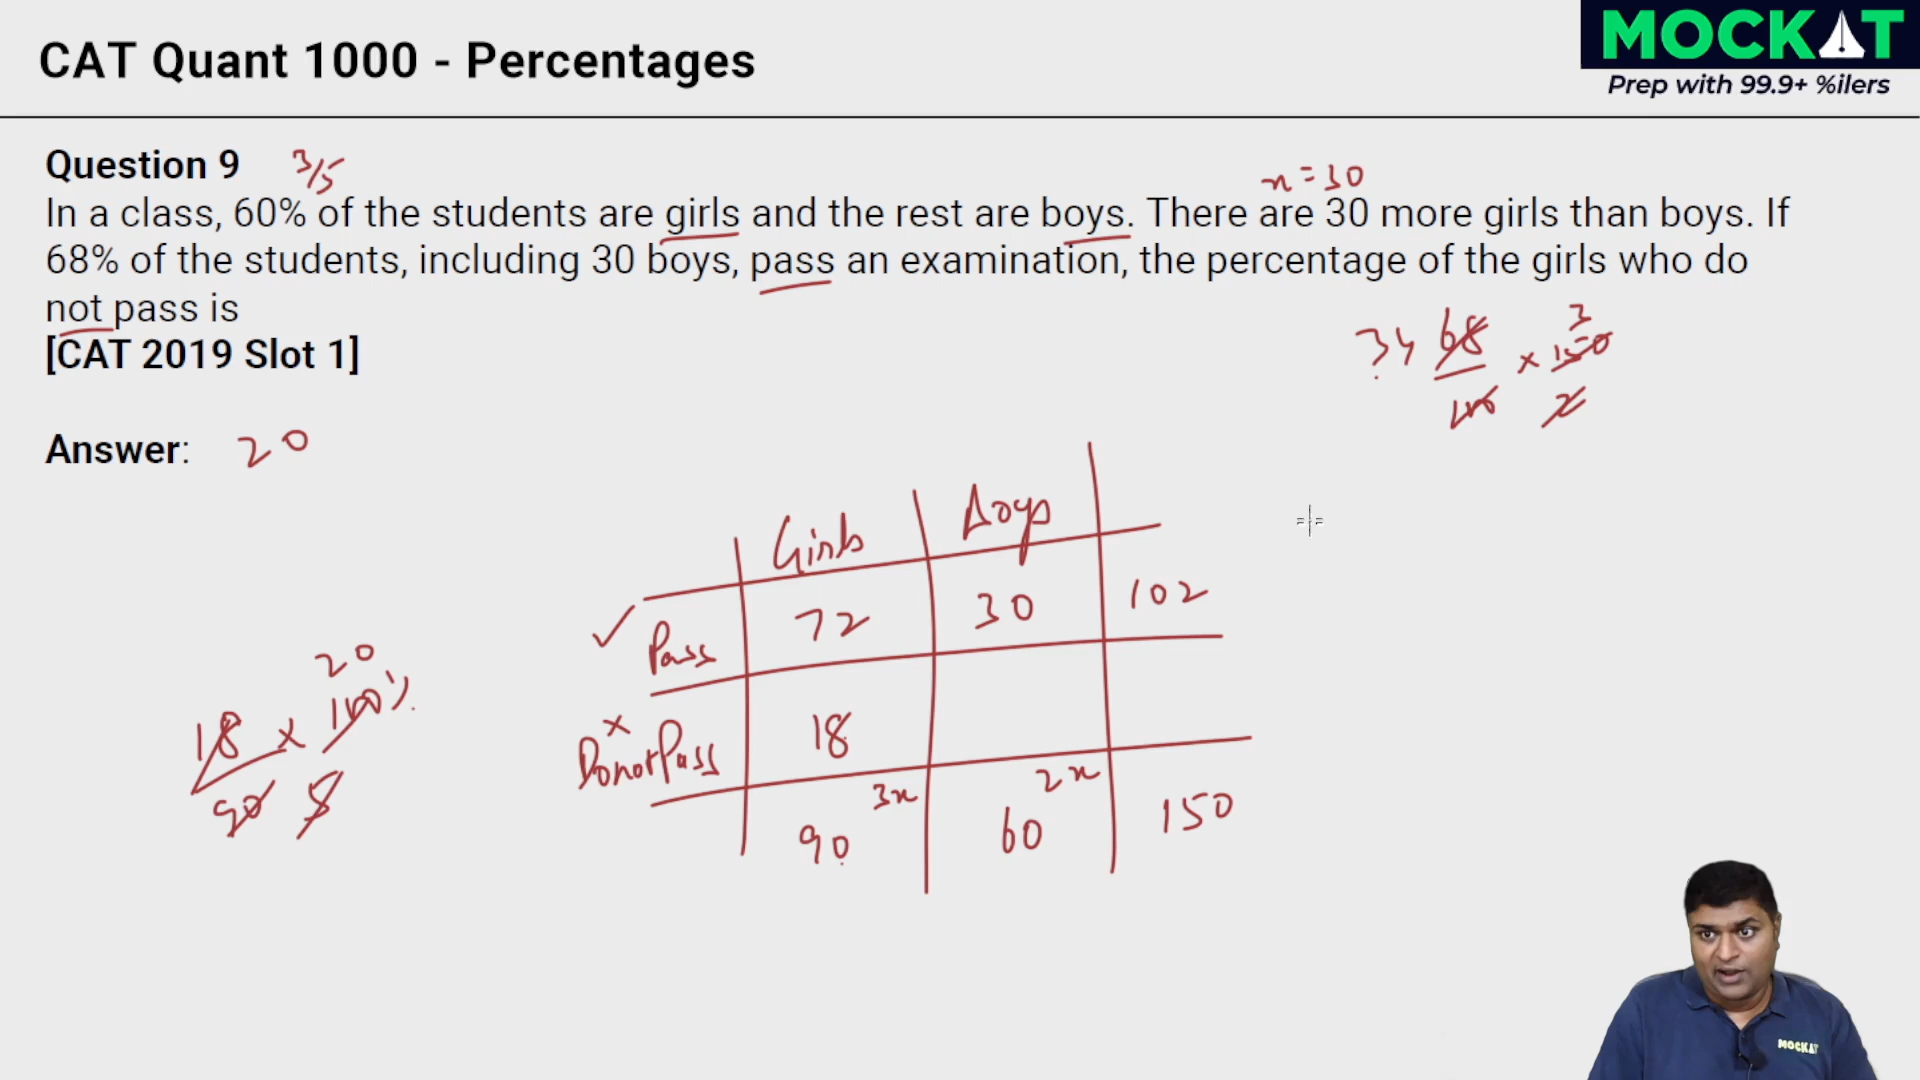 CAT Quant 1000 - Percentages
MOCKAT
Prep with 99.9+ %ilers
Question 9
3/5
n = 30
In a class, 60% of the students are girls and the rest are boys. There are 30 more girls than boys. If
68% of the students, including 30 boys, pass an examination, the percentage of the girls who do
not pass is
[CAT 2019 Slot 1]
34 68 × 150 3
100 2
Answer: 20
Girls Boys
✓ Pass 72 30 102
× Do not Pass 18
3n 2n
90 60 150
20
18 × 100%
90 5
MOCKAT